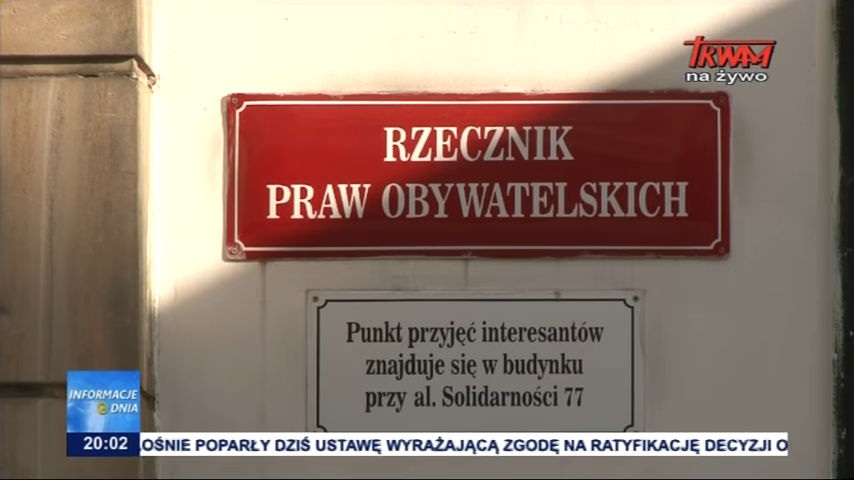 TRWAM
na żywo
RZECZNIK
PRAW OBYWATELSKICH
Punkt przyjęć interesantów
znajduje się w budynku
przy al. Solidarności 77
INFORMACJE
DNIA
20:02
OŚNIE POPARŁY DZIŚ USTAWĘ WYRAŻAJĄCĄ ZGODĘ NA RATYFIKACJĘ DECYZJI O